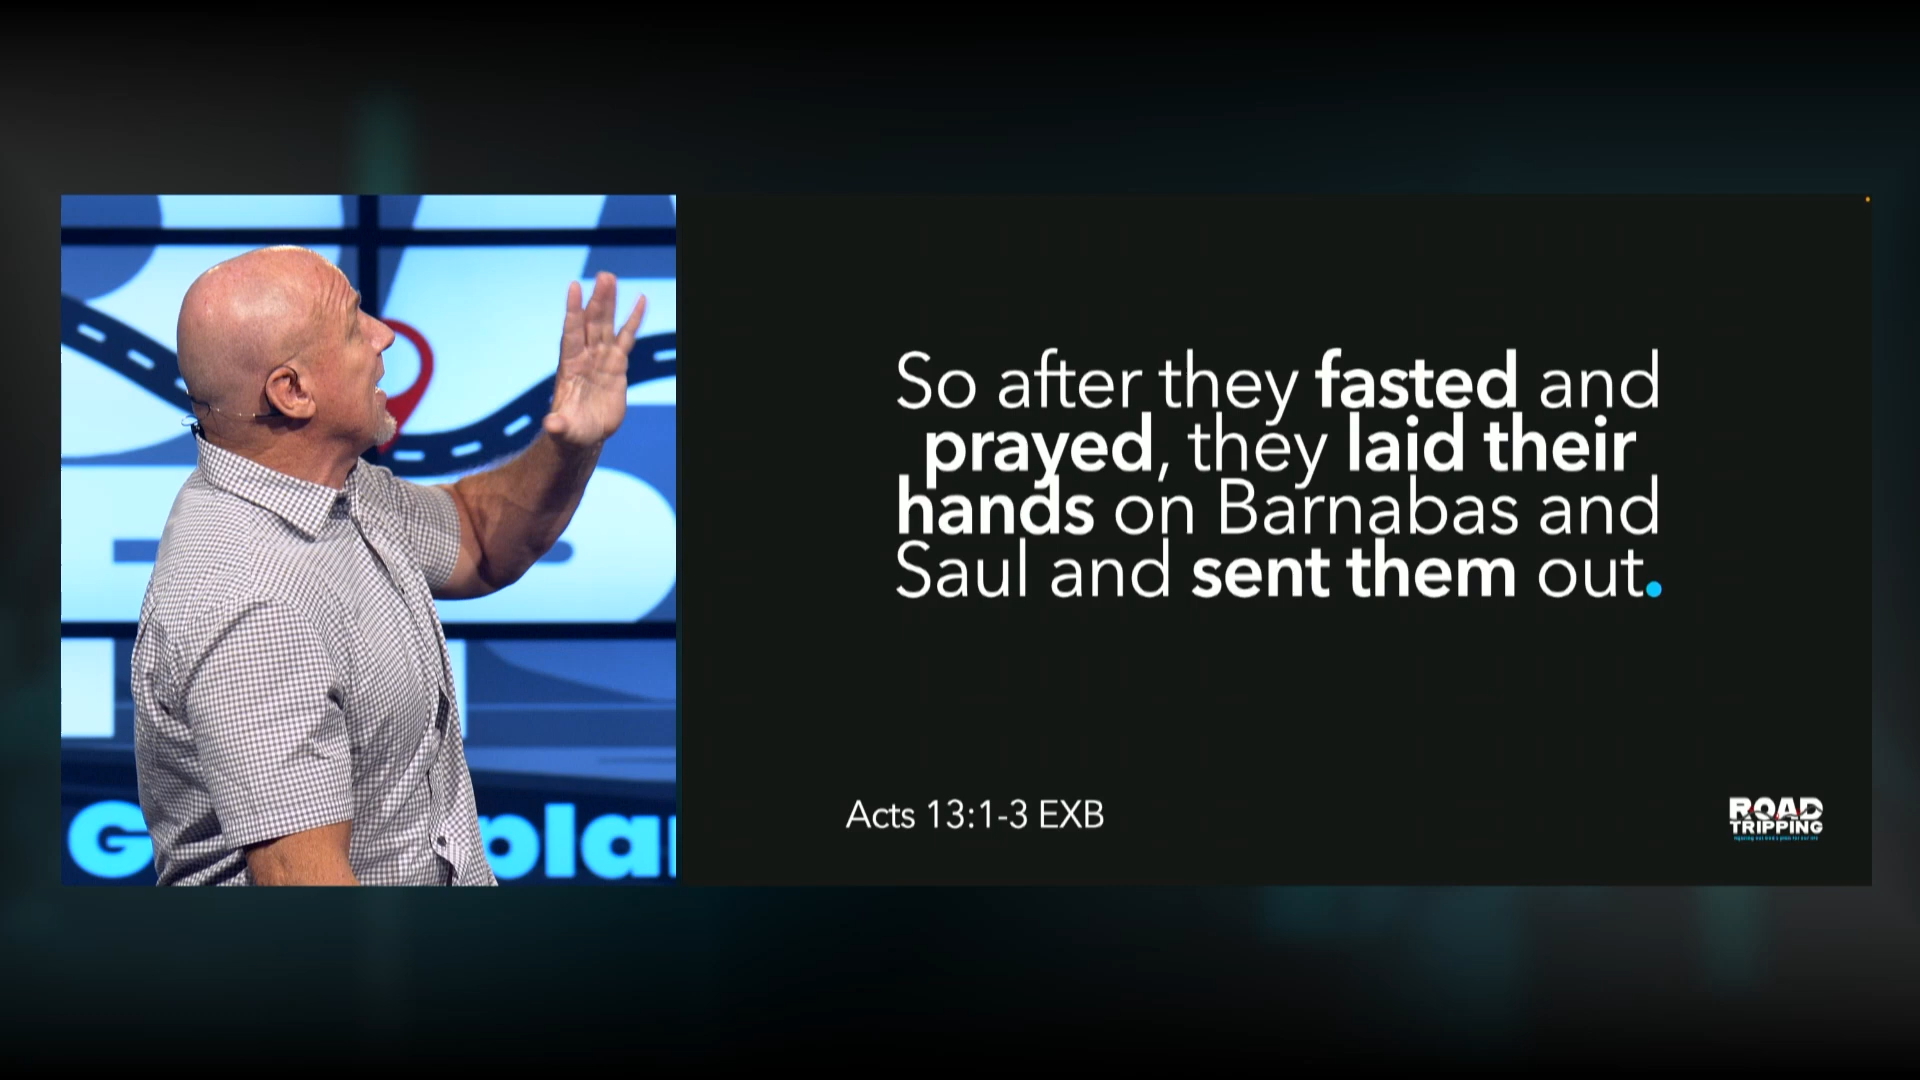 So after they fasted and
prayed, they laid their
hands on Barnabas and
Saul and sent them out.
Acts 13:1-3 EXB
ROAD
TRIPPING